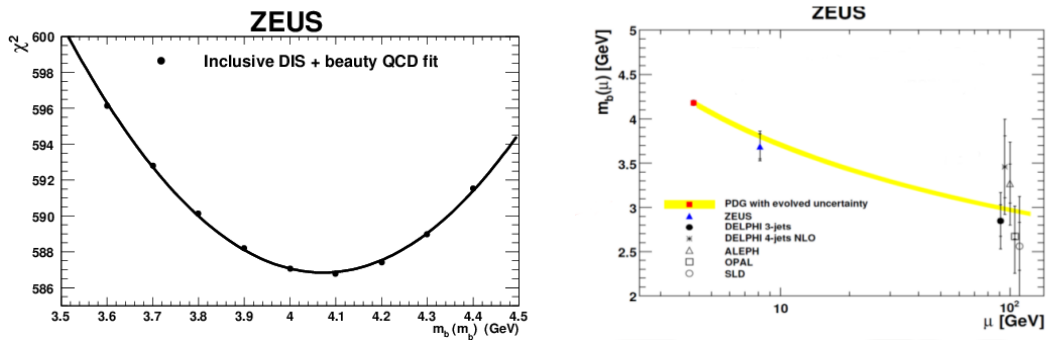 ZEUS
χ²
600
598
596
594
592
590
588
586
Inclusive DIS + beauty QCD fit
3.5 3.6 3.7 3.8 3.9 4 4.1 4.2 4.3 4.4 4.5
m_b(m_b) (GeV)
ZEUS
m_b(μ) [GeV]
5
4.5
4
3.5
3
2.5
2
PDG with evolved uncertainty
ZEUS
DELPHI 3-jets
DELPHI 4-jets NLO
ALEPH
OPAL
SLD
10 10²
μ [GeV]